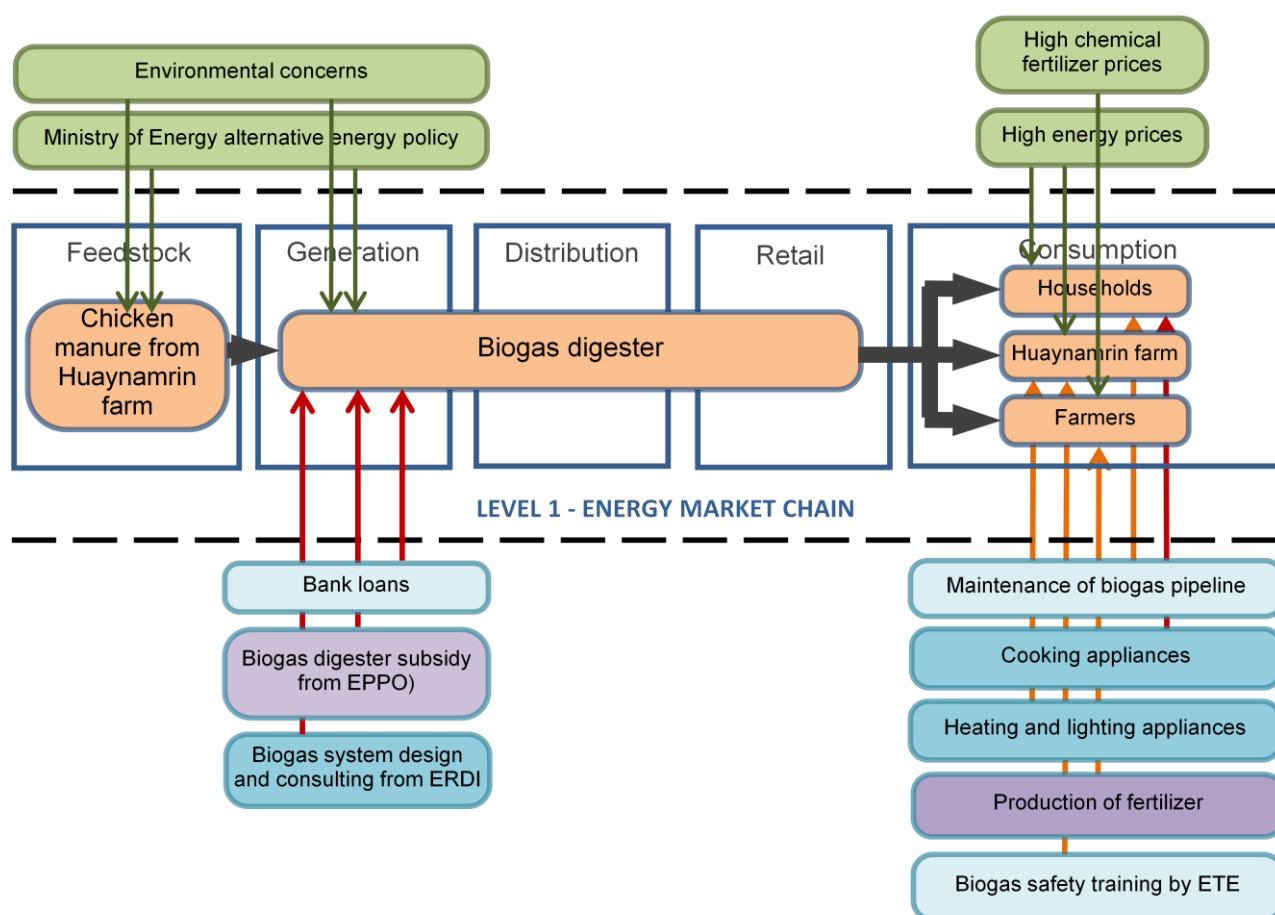 Environmental concerns
Ministry of Energy alternative energy policy
High chemical
fertilizer prices
High energy prices
Feedstock
Generation
Distribution
Retail
Consumption
Chicken
manure from
Huaynamrin
farm
Biogas digester
Households
Huaynamrin farm
Farmers
LEVEL 1 - ENERGY MARKET CHAIN
Bank loans
Biogas digester subsidy
from EPPO)
Biogas system design
and consulting from ERDI
Maintenance of biogas pipeline
Cooking appliances
Heating and lighting appliances
Production of fertilizer
Biogas safety training by ETE